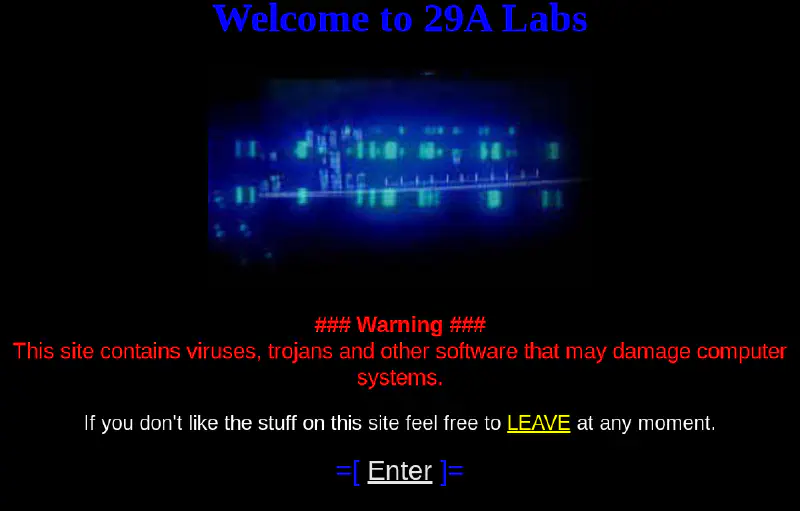 Welcome to 29A Labs
### Warning ###
This site contains viruses, trojans and other software that may damage computer
systems.
If you don't like the stuff on this site feel free to LEAVE at any moment.
=[ Enter ]=